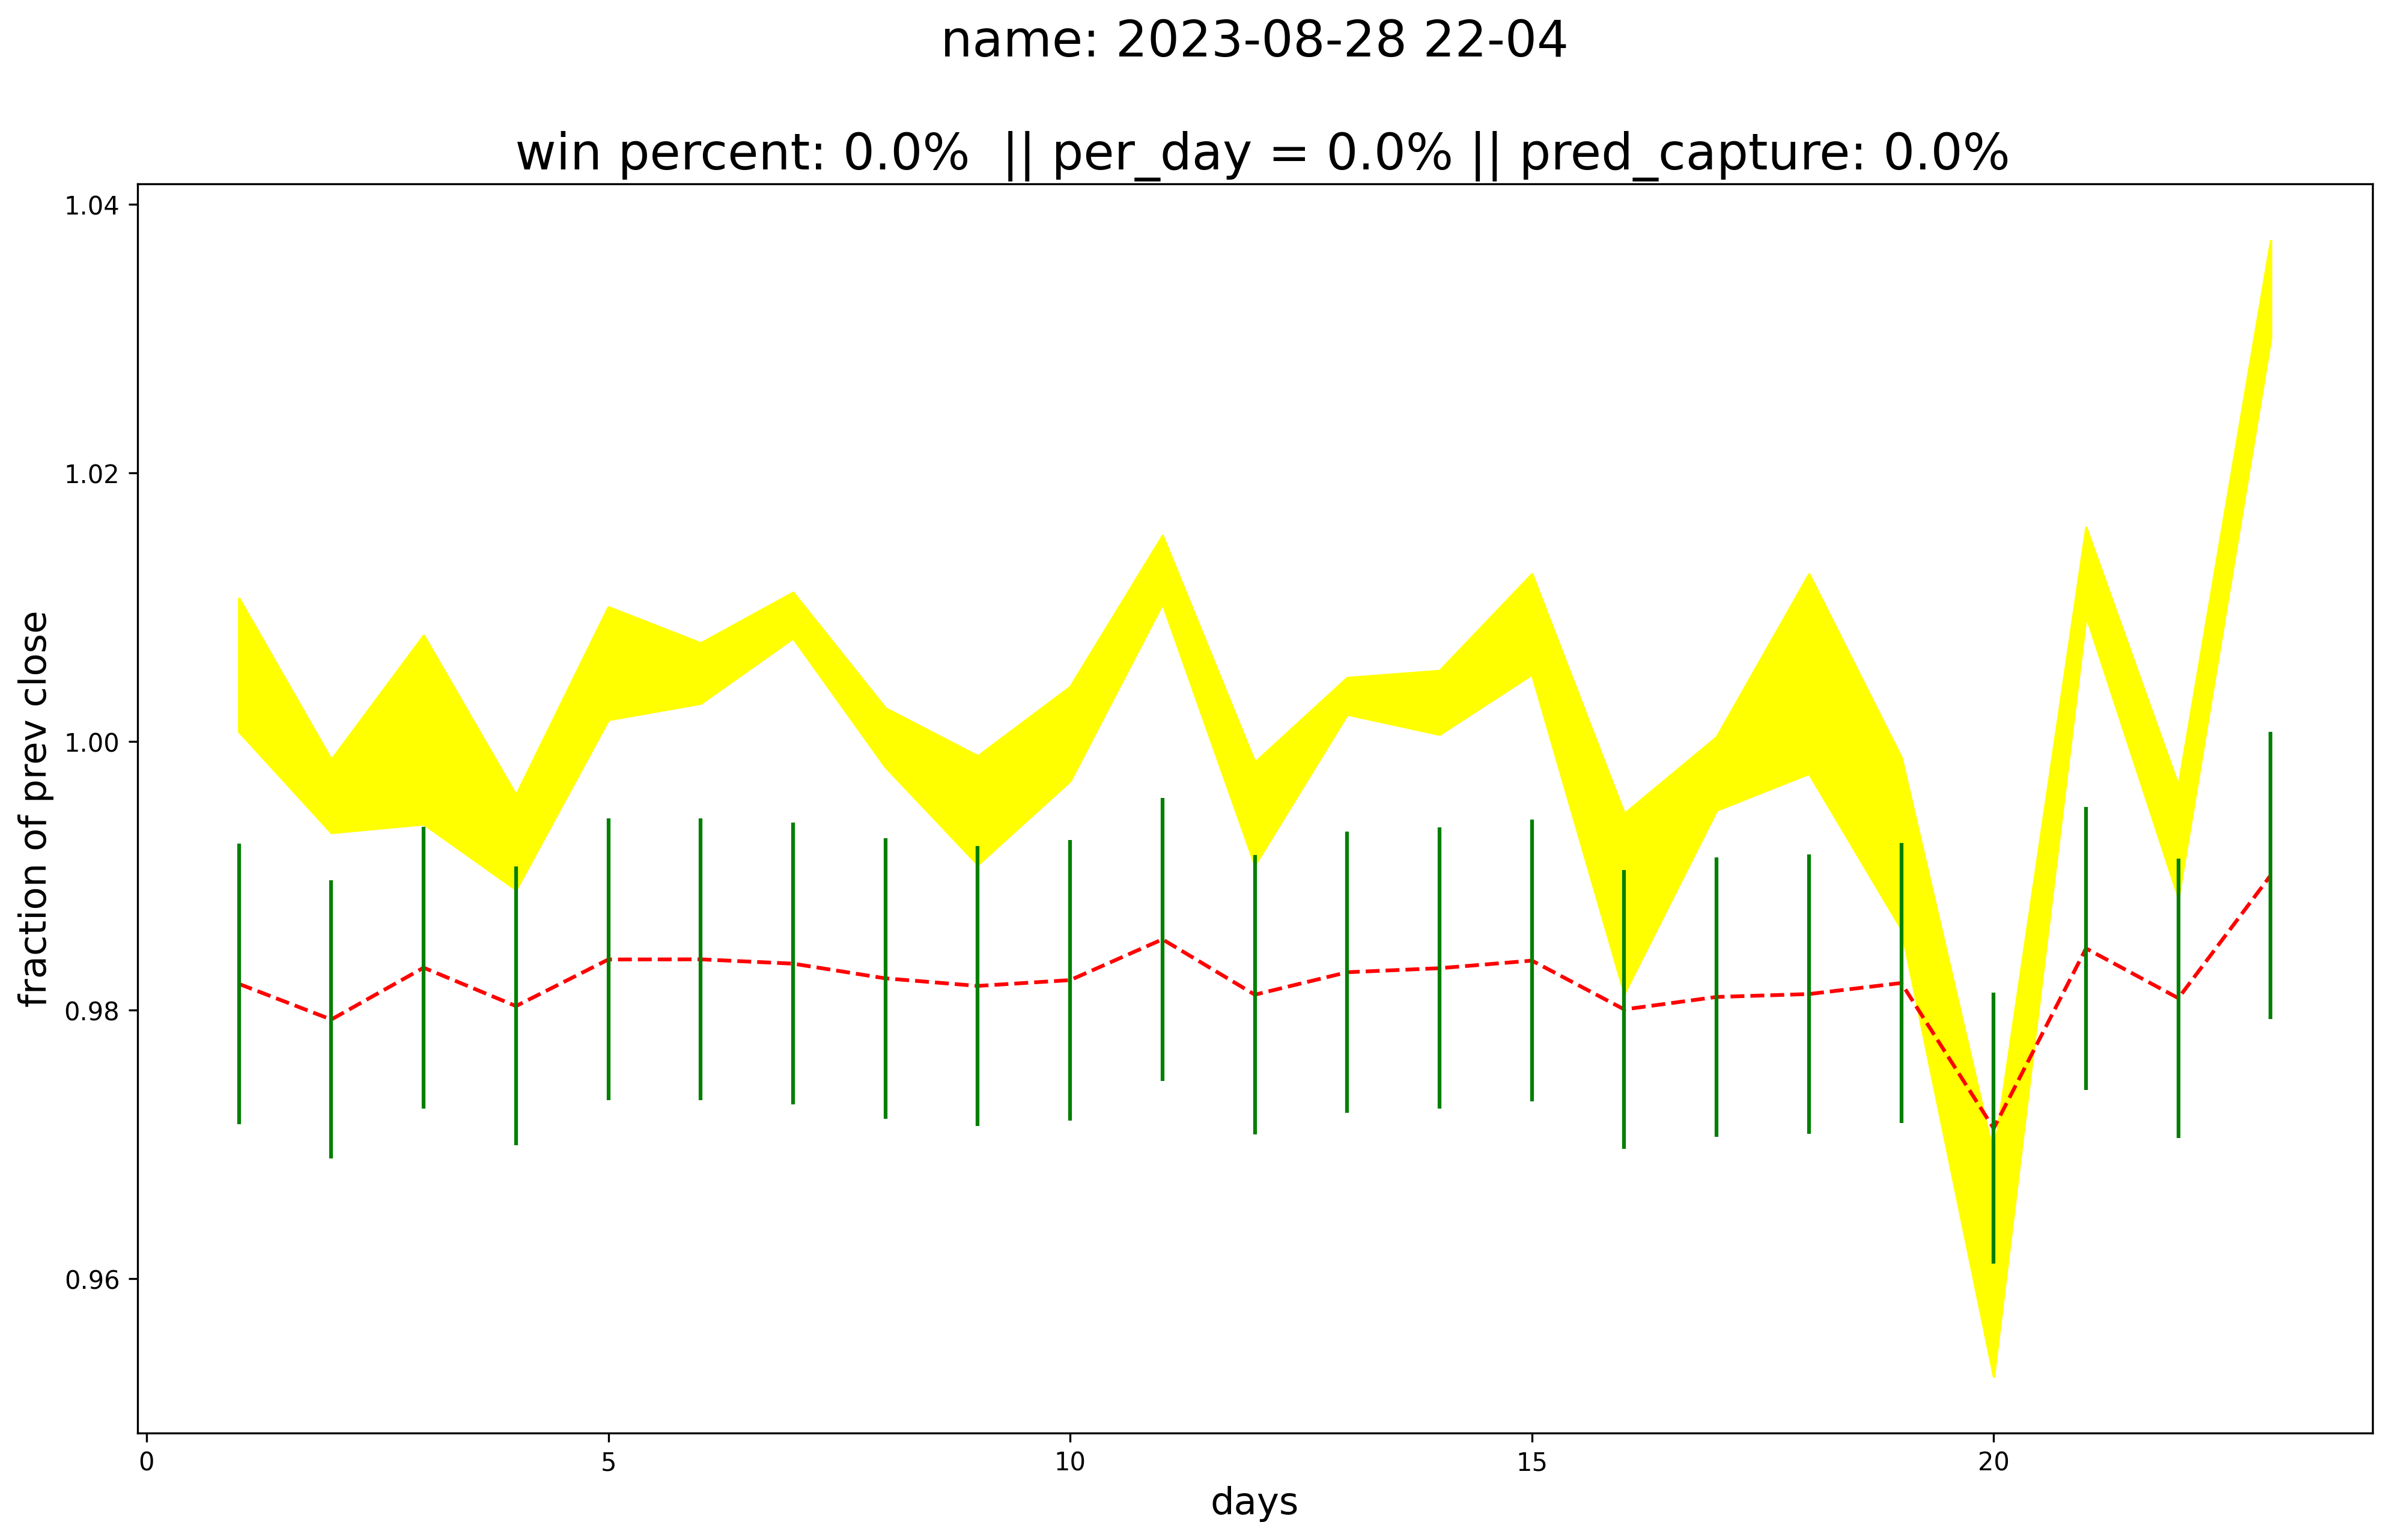 name: 2023-08-28 22-04
win percent: 0.0%  || per_day = 0.0% || pred_capture: 0.0%
1.04
1.02
1.00
0.98
0.96
fraction of prev close
0 5 10 15 20
days